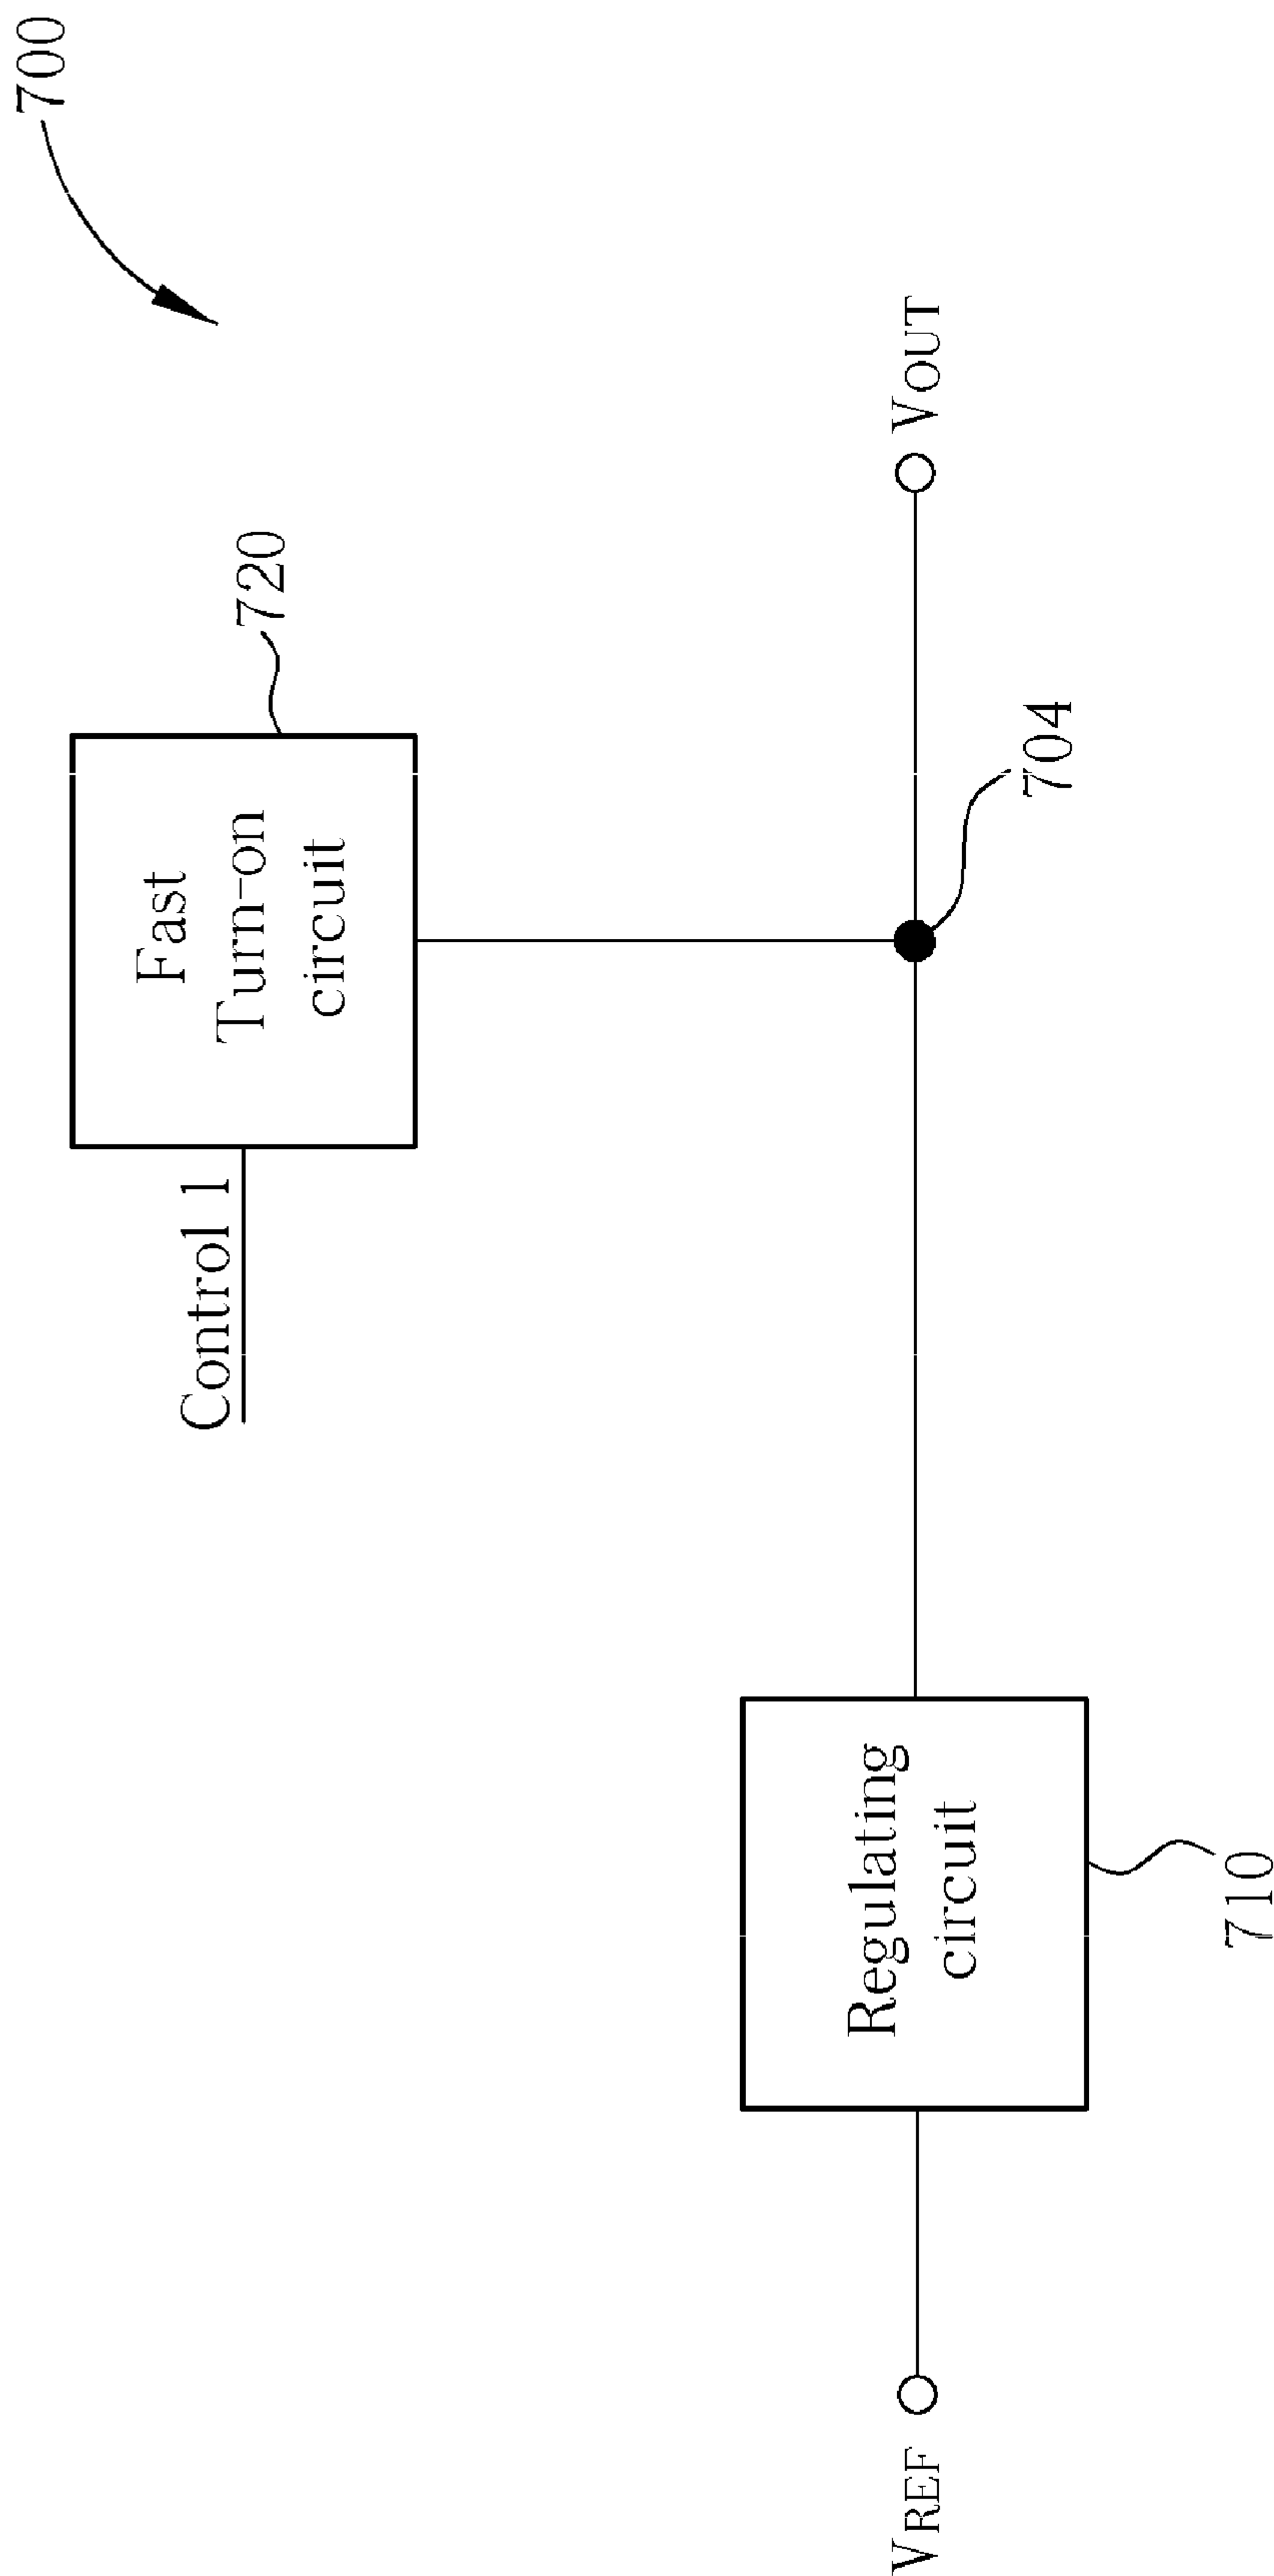 700
Fast
Turn-on
circuit
720
Control 1
VREF
Regulating
circuit
710
704
VOUT